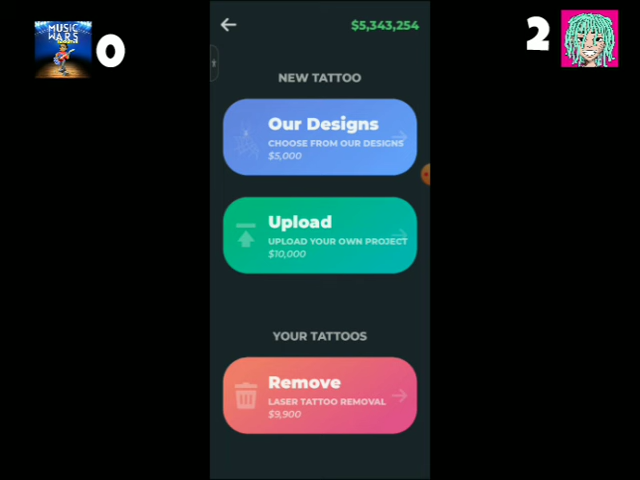 MUSIC
WARS
0
$5,343,254
2
NEW TATTOO
Our Designs
CHOOSE FROM OUR DESIGNS
$5,000
Upload
UPLOAD YOUR OWN PROJECT
$10,000
YOUR TATTOOS
Remove
LASER TATTOO REMOVAL
$9,900